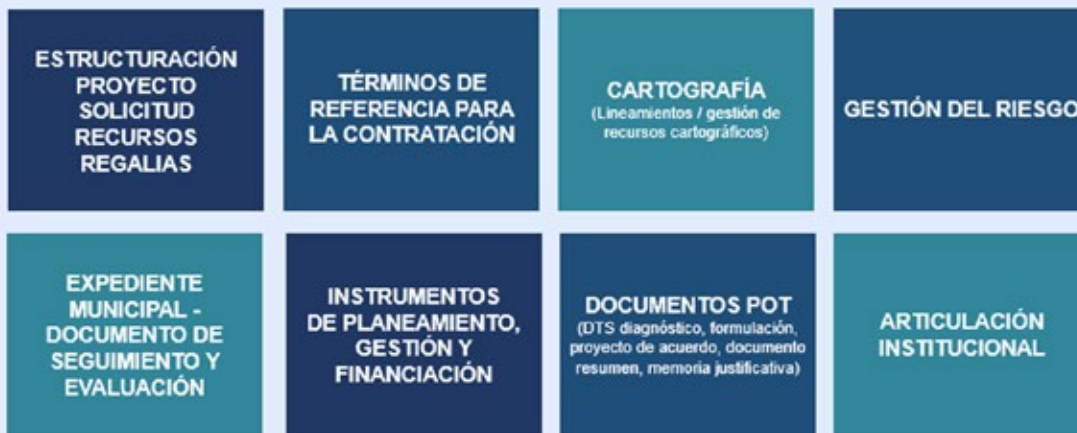 ESTRUCTURACIÓN
PROYECTO
SOLICITUD
RECURSOS
REGALIAS
TÉRMINOS DE
REFERENCIA PARA
LA CONTRATACIÓN
CARTOGRAFÍA
(Lineamientos / gestión de
recursos cartográficos)
GESTIÓN DEL RIESGO
EXPEDIENTE
MUNICIPAL -
DOCUMENTO DE
SEGUIMIENTO Y
EVALUACIÓN
INSTRUMENTOS
DE PLANEAMIENTO,
GESTIÓN Y
FINANCIACIÓN
DOCUMENTOS POT
(DTS diagnóstico, formulación,
proyecto de acuerdo, documento
resumen, memoria justificativa)
ARTICULACIÓN
INSTITUCIONAL